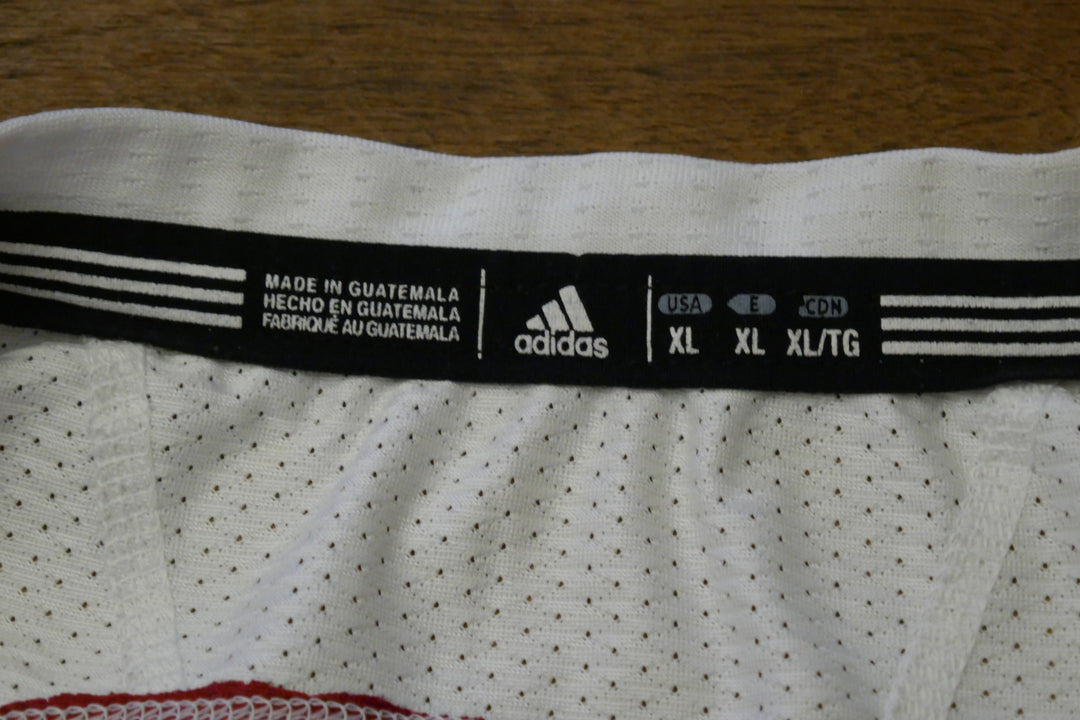 MADE IN GUATEMALA
HECHO EN GUATEMALA
FABRIQUÉ AU GUATEMALA
adidas
USA E CDN
XL XL XL/TG